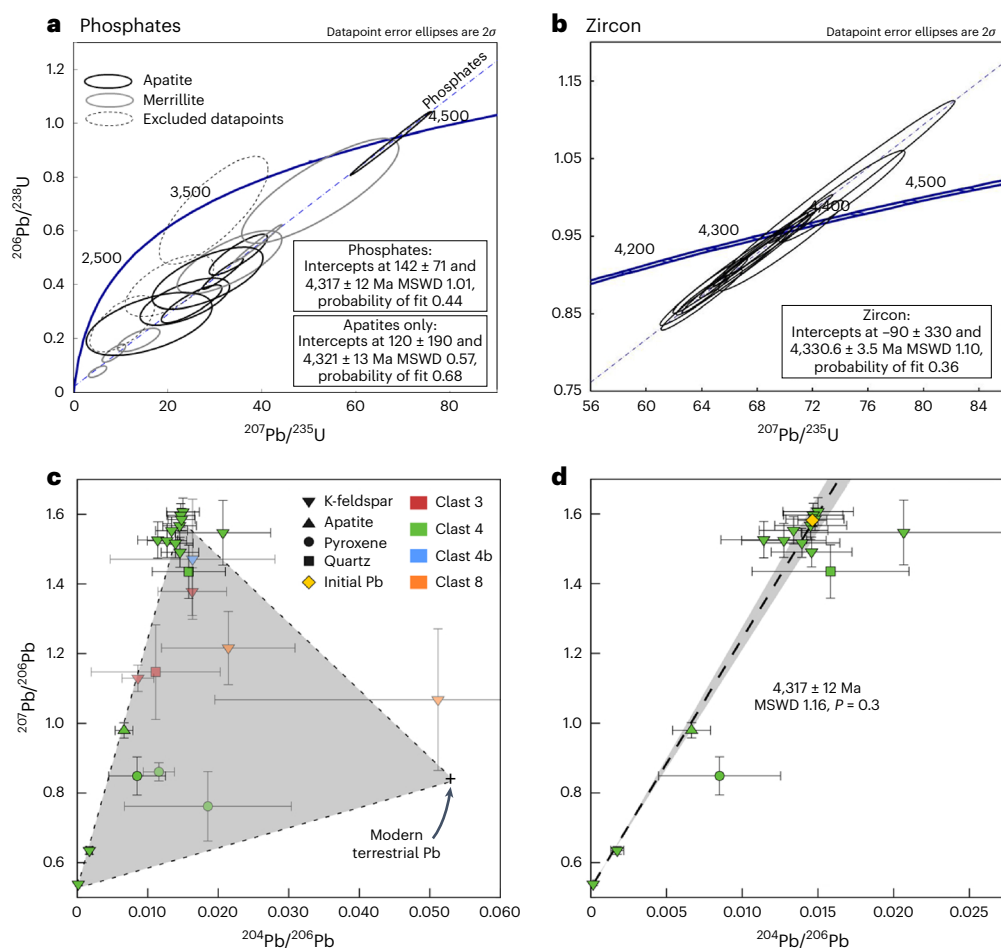 a Phosphates
Datapoint error ellipses are 2σ
Apatite
Merrillite
Excluded datapoints
Phosphates
4,500
3,500
2,500
Phosphates:
Intercepts at 142 ± 71 and
4,317 ± 12 Ma MSWD 1.01,
probability of fit 0.44
Apatites only:
Intercepts at 120 ± 190 and
4,321 ± 13 Ma MSWD 0.57,
probability of fit 0.68
1.2
1.0
0.8
0.6
0.4
0.2
0
0 20 40 60 80
206Pb/238U
207Pb/235U
b Zircon
Datapoint error ellipses are 2σ
1.15
1.05
0.95
0.85
0.75
4,200
4,300
4,400
4,500
Zircon:
Intercepts at −90 ± 330 and
4,330.6 ± 3.5 Ma MSWD 1.10,
probability of fit 0.36
56 60 64 68 72 76 80 84
207Pb/235U
c
K-feldspar
Apatite
Pyroxene
Quartz
Initial Pb
Clast 3
Clast 4
Clast 4b
Clast 8
1.6
1.4
1.2
1.0
0.8
0.6
207Pb/206Pb
Modern
terrestrial Pb
0 0.010 0.020 0.030 0.040 0.050 0.060
204Pb/206Pb
d
1.6
1.4
1.2
1.0
0.8
0.6
4,317 ± 12 Ma
MSWD 1.16, P = 0.3
0 0.005 0.010 0.015 0.020 0.025
204Pb/206Pb